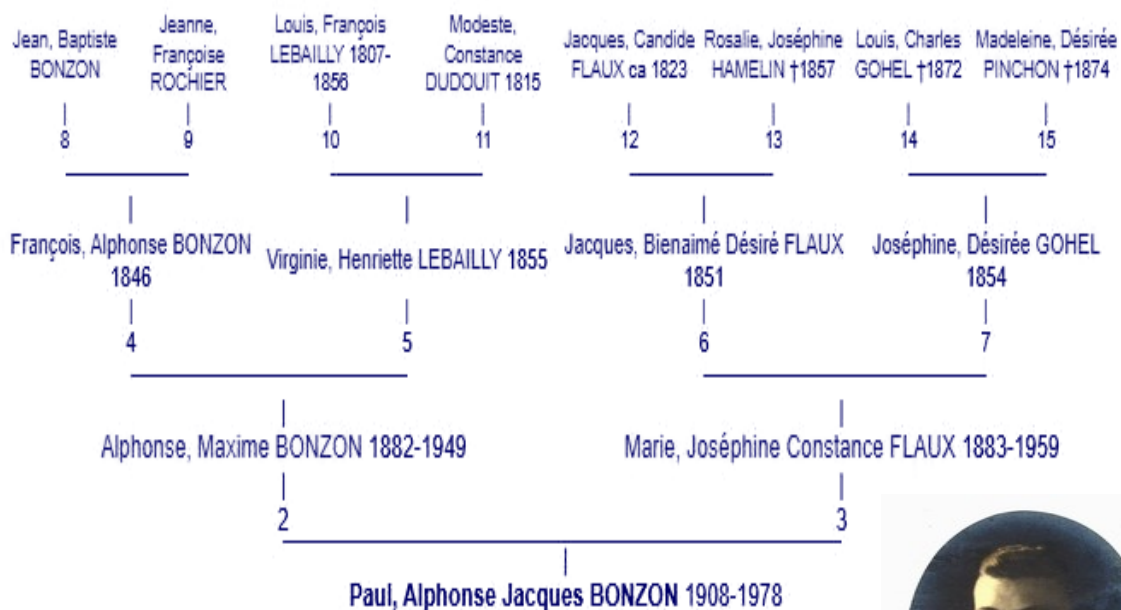 Jean, Baptiste
BONZON
Jeanne,
Françoise
ROCHIER
Louis, François
LEBAILLY 1807-
1856
Modeste,
Constance
DUDOUIT 1815
Jacques, Candide
FLAUX ca 1823
Rosalie, Joséphine
HAMELIN †1857
Louis, Charles
GOHEL †1872
Madeleine, Désirée
PINCHON †1874
8
9
10
11
12
13
14
15
François, Alphonse BONZON
1846
Virginie, Henriette LEBAILLY 1855
Jacques, Bienaimé Désiré FLAUX
1851
Joséphine, Désirée GOHEL
1854
4
5
6
7
Alphonse, Maxime BONZON 1882-1949
Marie, Joséphine Constance FLAUX 1883-1959
2
3
Paul, Alphonse Jacques BONZON 1908-1978